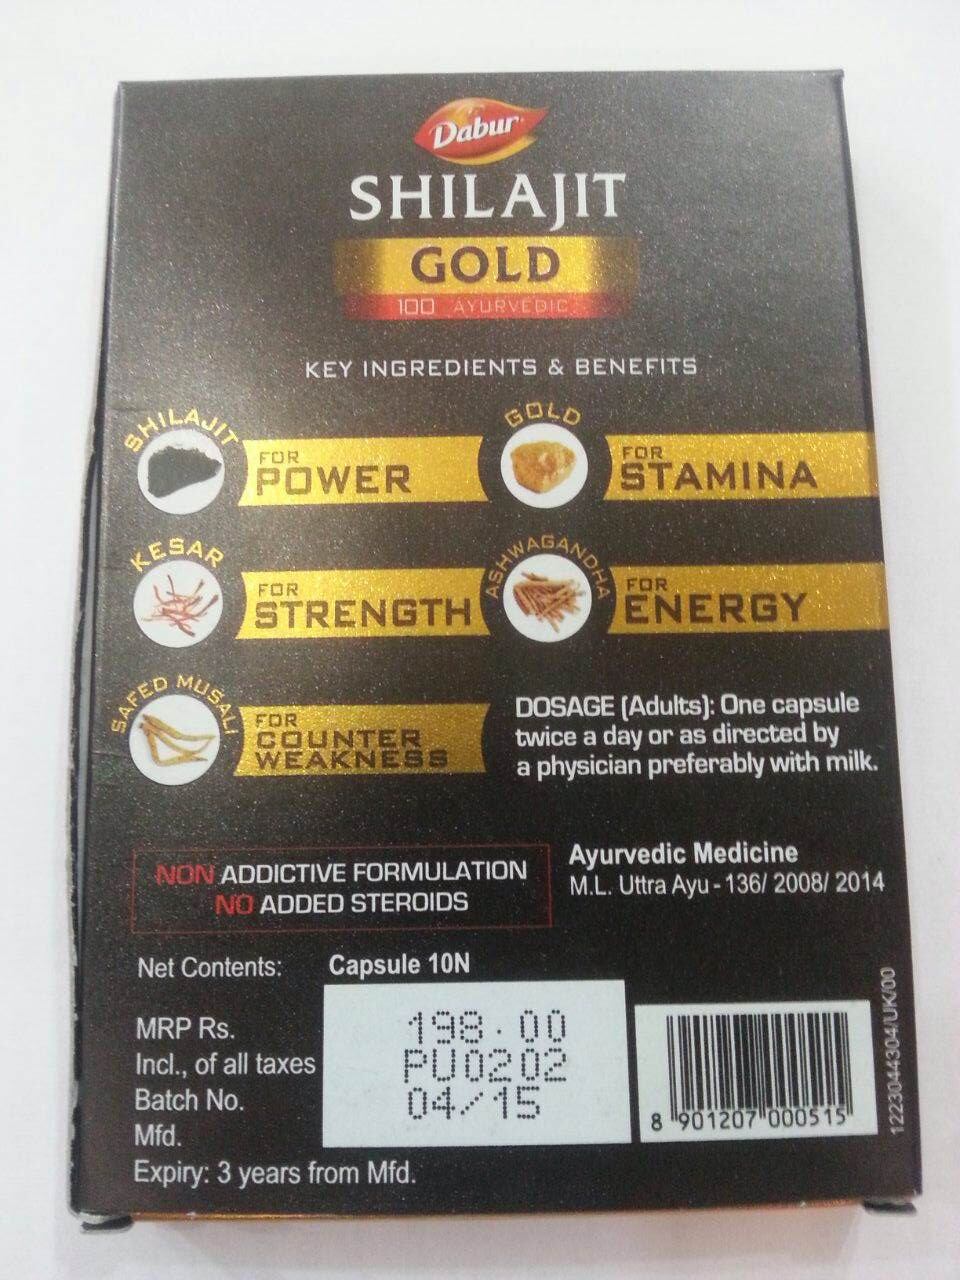 Dabur
SHILAJIT
GOLD
100 AYURVEDIC
KEY INGREDIENTS & BENEFITS
SHILAJIT
FOR
POWER
GOLD
FOR
STAMINA
KESAR
FOR
STRENGTH
ASHWAGANDHA
FOR
ENERGY
SAFED MUSALI
FOR
COUNTER
WEAKNESS
DOSAGE (Adults): One capsule
twice a day or as directed by
a physician preferably with milk.
NON ADDICTIVE FORMULATION
NO ADDED STEROIDS
Ayurvedic Medicine
M.L. Uttra Ayu - 136/ 2008/ 2014
Net Contents: Capsule 10N
MRP Rs. 198.00
Incl., of all taxes
Batch No. PU0202
Mfd. 04/15
Expiry: 3 years from Mfd.
8 901207 000515
1223044304/UK/00